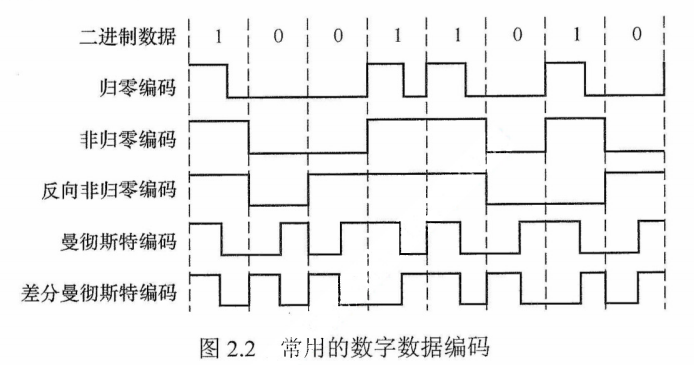 二进制数据 1 0 0 1 1 0 1 0
归零编码
非归零编码
反向非归零编码
曼彻斯特编码
差分曼彻斯特编码
图 2.2 常用的数字数据编码